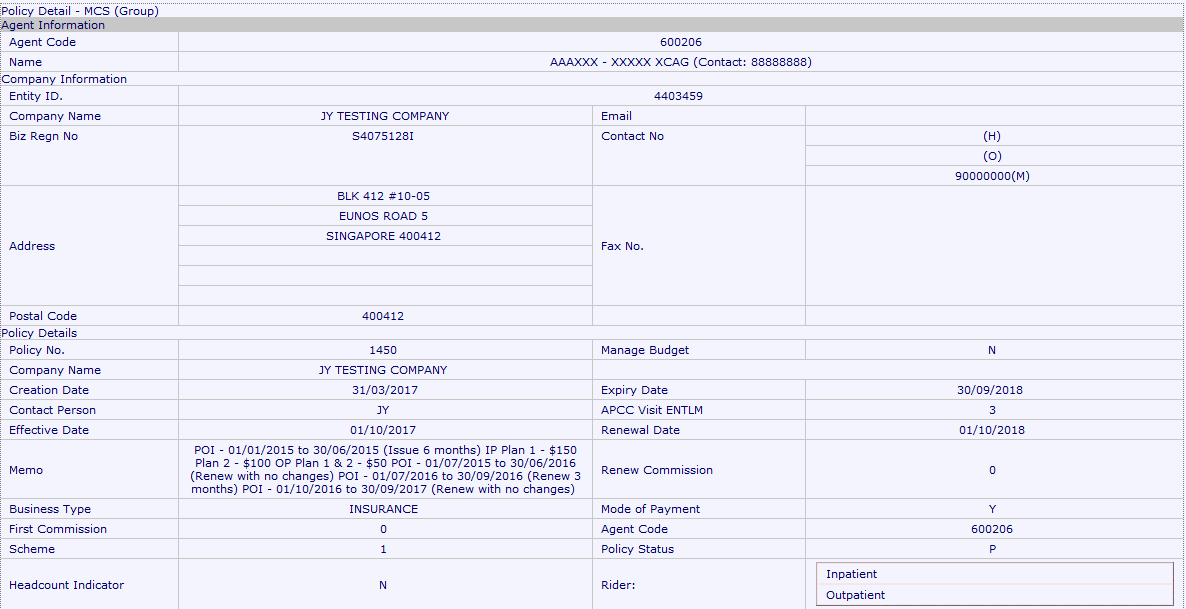 Policy Detail - MCS (Group)
Agent Information
Agent Code 600206
Name AAAXXX - XXXXX XCAG (Contact: 88888888)
Company Information
Entity ID. 4403459
Company Name JY TESTING COMPANY Email
Biz Regn No S4075128I Contact No (H)
(O)
90000000(M)
BLK 412 #10-05
EUNOS ROAD 5
SINGAPORE 400412
Address Fax No.
Postal Code 400412
Policy Details
Policy No. 1450 Manage Budget N
Company Name JY TESTING COMPANY
Creation Date 31/03/2017 Expiry Date 30/09/2018
Contact Person JY APCC Visit ENTLM 3
Effective Date 01/10/2017 Renewal Date 01/10/2018
Memo POI - 01/01/2015 to 30/06/2015 (Issue 6 months) IP Plan 1 - $150
Plan 2 - $100 OP Plan 1 & 2 - $50 POI - 01/07/2015 to 30/06/2016
(Renew with no changes) POI - 01/07/2016 to 30/09/2016 (Renew 3
months) POI - 01/10/2016 to 30/09/2017 (Renew with no changes)
Renew Commission 0
Business Type INSURANCE Mode of Payment Y
First Commission 0 Agent Code 600206
Scheme 1 Policy Status P
Headcount Indicator N Rider: Inpatient
Outpatient